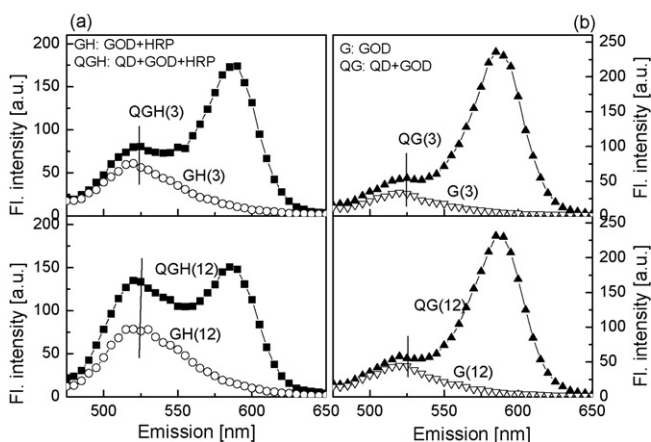 (a)
GH: GOD+HRP
QGH: QD+GOD+HRP
QGH(3)
GH(3)
200
150
100
50
Fl. intensity [a.u.]
QGH(12)
GH(12)
200
150
100
50
0
Fl. intensity [a.u.]
500 550 600 650
Emission [nm]
(b)
G: GOD
QG: QD+GOD
QG(3)
G(3)
250
200
150
100
50
Fl. intensity [a.u.]
QG(12)
G(12)
250
200
150
100
50
0
Fl. intensity [a.u.]
500 550 600 650
Emission [nm]